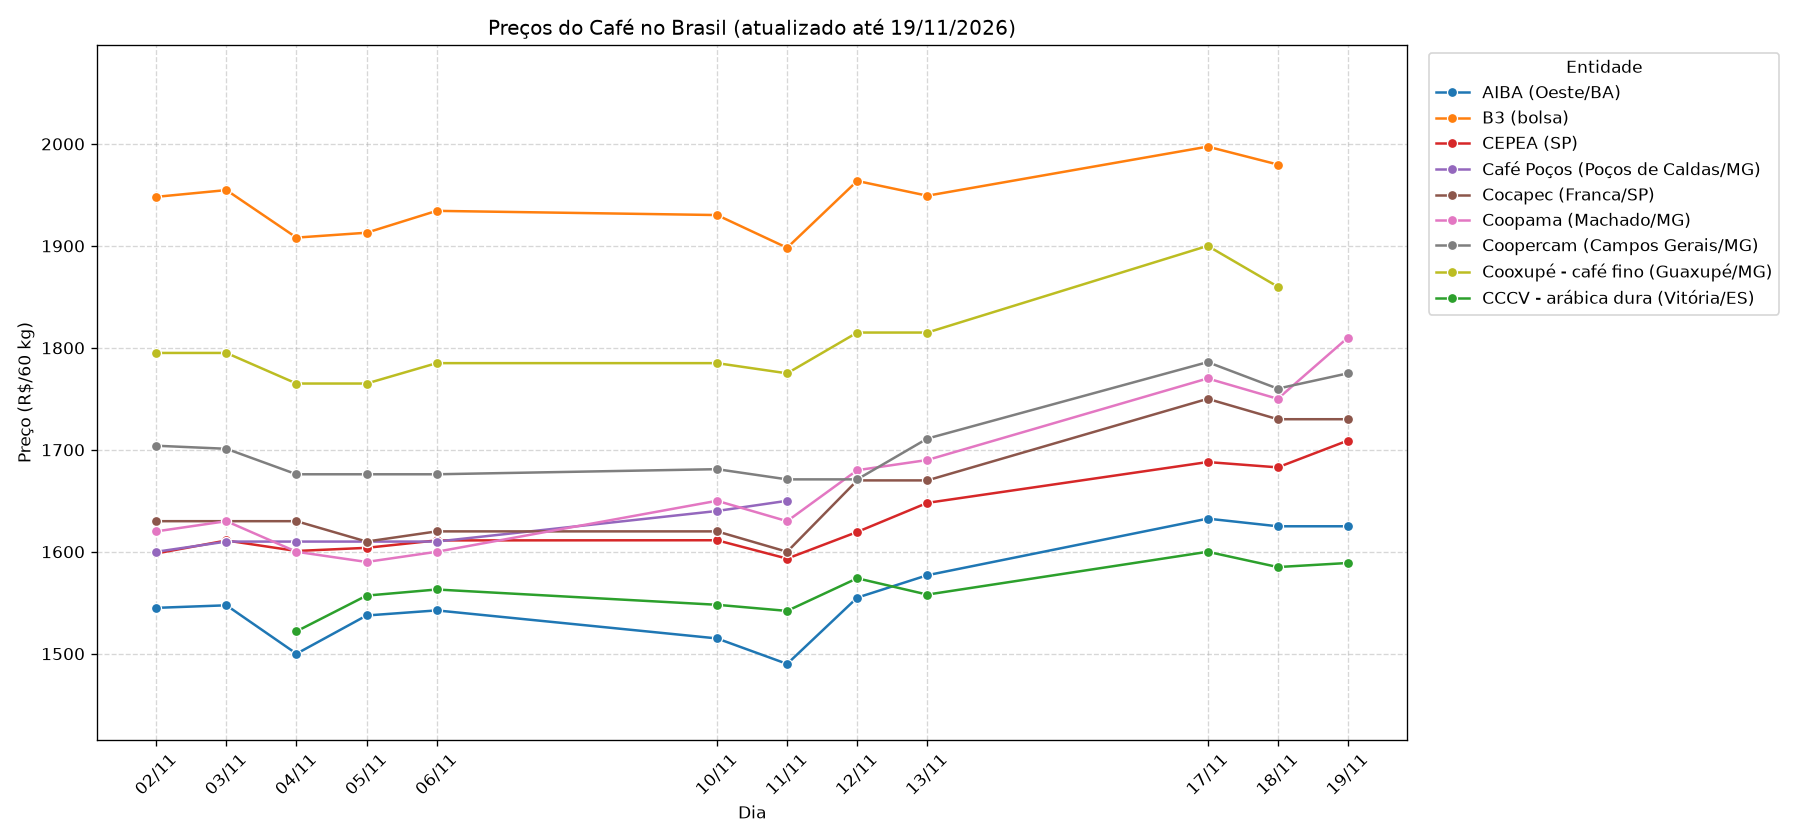 Preços do Café no Brasil (atualizado até 19/11/2026)
Preço (R$/60 kg)
2000
1900
1800
1700
1600
1500
02/11
03/11
04/11
05/11
06/11
10/11
11/11
12/11
13/11
17/11
18/11
19/11
Dia
Entidade
AIBA (Oeste/BA)
B3 (bolsa)
CEPEA (SP)
Café Poços (Poços de Caldas/MG)
Cocapec (Franca/SP)
Coopama (Machado/MG)
Coopercam (Campos Gerais/MG)
Cooxupé - café fino (Guaxupé/MG)
CCCV - arábica dura (Vitória/ES)